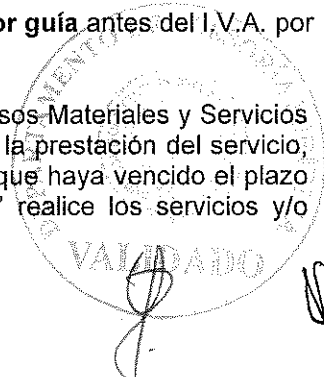 or guía antes del I.V.A. por
sos Materiales y Servicios
la prestación del servicio,
que haya vencido el plazo
realice los servicios y/o
VALIDADO